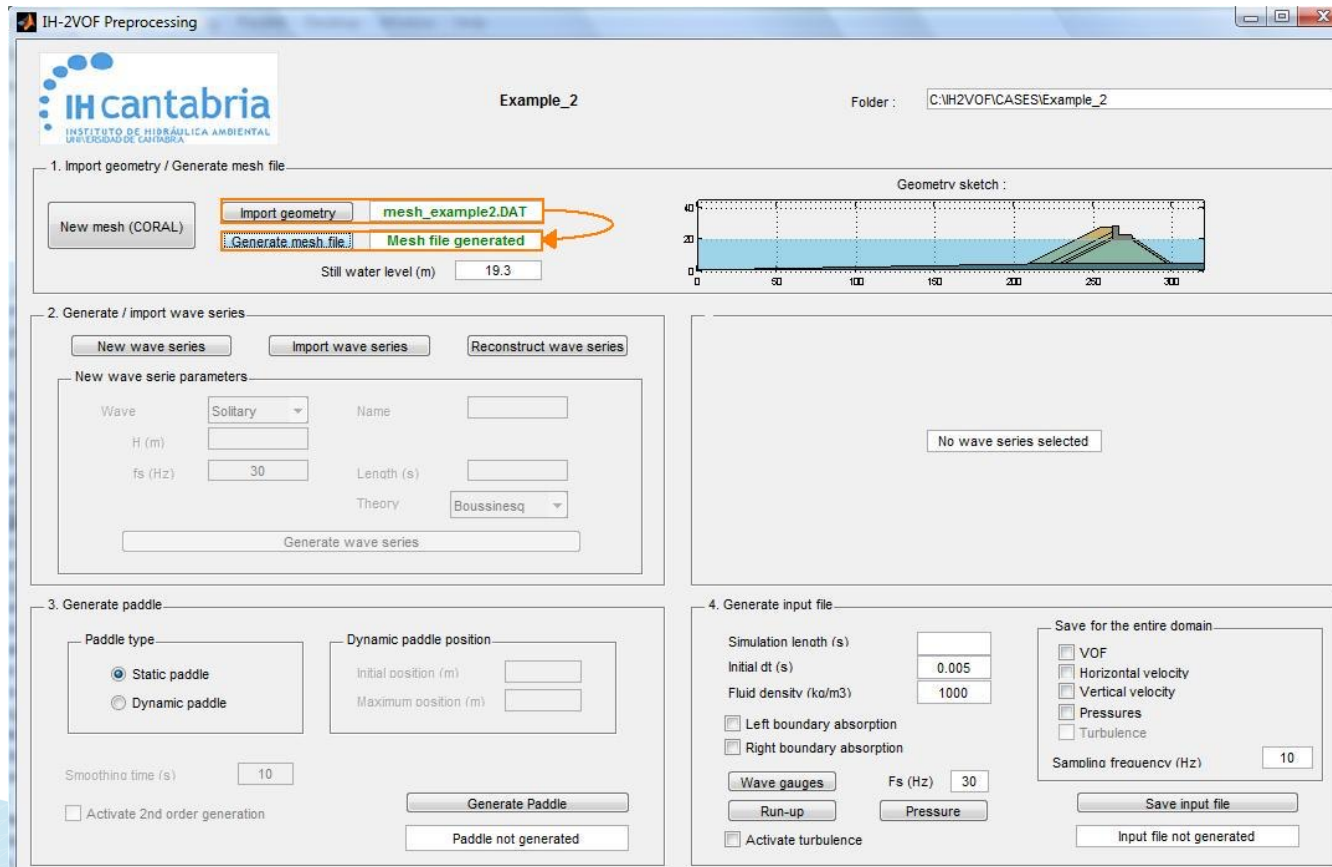 IH-2VOF Preprocessing
IHcantabria
INSTITUTO DE HIDRÁULICA AMBIENTAL
UNIVERSIDAD DE CANTABRIA
Example_2
Folder :
C:\IH2VOF\CASES\Example_2
1. Import geometry / Generate mesh file
New mesh (CORAL)
Import geometry
mesh_example2.DAT
Generate mesh file
Mesh file generated
Still water level (m)
19.3
Geometry sketch :
40
20
0
0 50 100 150 200 250 300
2. Generate / import wave series
New wave series
Import wave series
Reconstruct wave series
New wave serie parameters
Wave
Solitary
Name
H (m)
fs (Hz)
30
Length (s)
Theory
Boussinesq
Generate wave series
No wave series selected
3. Generate paddle
Paddle type
Static paddle
Dynamic paddle
Dynamic paddle position
Initial position (m)
Maximum position (m)
Smoothing time (s)
10
Activate 2nd order generation
Generate Paddle
Paddle not generated
4. Generate input file
Simulation length (s)
Initial dt (s)
0.005
Fluid density (kg/m3)
1000
Left boundary absorption
Right boundary absorption
Wave gauges
Fs (Hz)
30
Run-up
Pressure
Activate turbulence
Save for the entire domain
VOF
Horizontal velocity
Vertical velocity
Pressures
Turbulence
Sampling frequency (Hz)
10
Save input file
Input file not generated